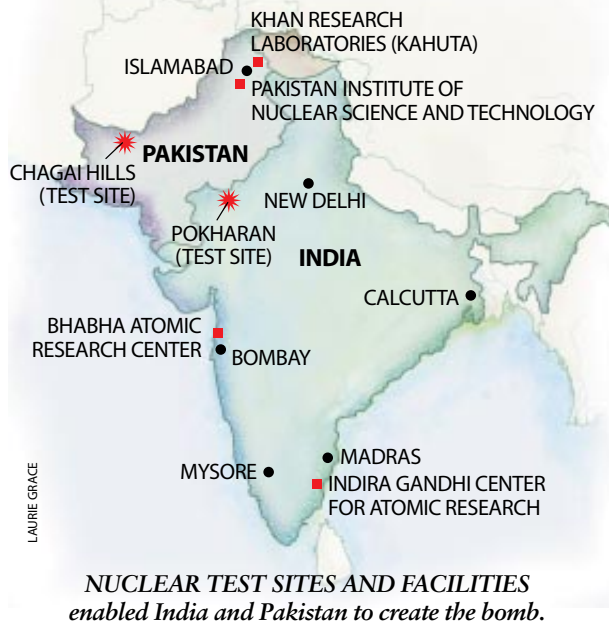 KHAN RESEARCH
LABORATORIES (KAHUTA)
ISLAMABAD
PAKISTAN INSTITUTE OF
NUCLEAR SCIENCE AND TECHNOLOGY
PAKISTAN
CHAGAI HILLS
(TEST SITE)
NEW DELHI
POKHARAN
(TEST SITE)
INDIA
CALCUTTA
BHABHA ATOMIC
RESEARCH CENTER
BOMBAY
MADRAS
MYSORE
INDIRA GANDHI CENTER
FOR ATOMIC RESEARCH
LAURIE GRACE
NUCLEAR TEST SITES AND FACILITIES
enabled India and Pakistan to create the bomb.